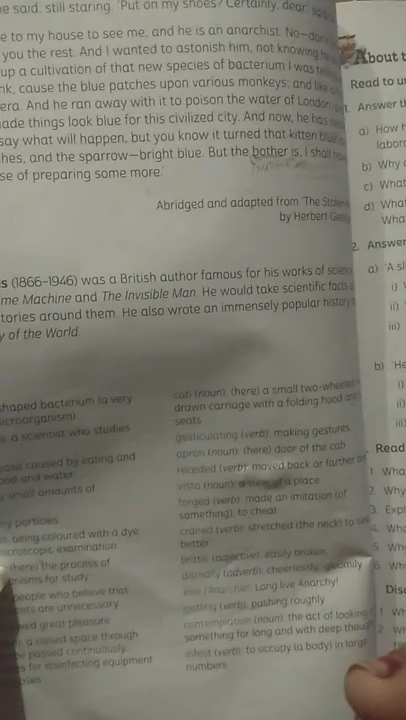 he said, still staring. 'Put on my shoes? Certainly, dear
e to my house to see me, and he is an anarchist. No—don't
you the rest. And I wanted to astonish him, not knowing he
up a cultivation of that new species of bacterium I was
nk, cause the blue patches upon various monkeys; and like
era. And he ran away with it to poison the water of London
ade things look blue for this civilized city. And now, he has
say what will happen, but you know it turned that kitten blue
hes, and the sparrow—bright blue. But the bother is, I shall
se of preparing some more.'
Abridged and adapted from 'The Stolen
by Herbert
s (1866–1946) was a British author famous for his works of
me Machine and The Invisible Man. He would take scientific facts
tories around them. He also wrote an immensely popular history
y of the World.
shaped bacterium (a very
icroorganism)
a scientist who studies
caused by eating and
ood and water
small amounts of
particles
being coloured with a dye
croscopic examination
(here) the process of
nisms for study
people who believe that
nts are unnecessary
great pleasure
a closed space through
be passed continuously,
for disinfecting equipment
cab (noun): (here) a small two-wheeled
drawn carriage with a folding hood and
seats
gesticulating (verb): making gestures
apron (noun): (here) door of the cab
receded (verb): moved back or farther
vista (noun): a view of a place
forged (verb): made an imitation (of
something); to cheat
craned (verb): stretched (the neck) to see
better
brittle (adjective): easily broken
dismally (adverb): cheerlessly; gloomily
Vive l'Anarchie: Long live Anarchy!
jostling (verb): pushing roughly
contemplation (noun): the act of looking
something for long and with deep
infest (verb): to occupy (a body) in large
numbers
About t
Read to un
1. Answer th
a) How
labor
b) Why
c) What
d) What
Wha
2. Answer
a) 'A sl
i)
ii)
iii)
b) 'He
i)
ii)
iii)
Read
1 Wha
2 Why
3 Expl
4 Wh
5 Wh
6 Wh
Disc
1 Wh
2 Wh